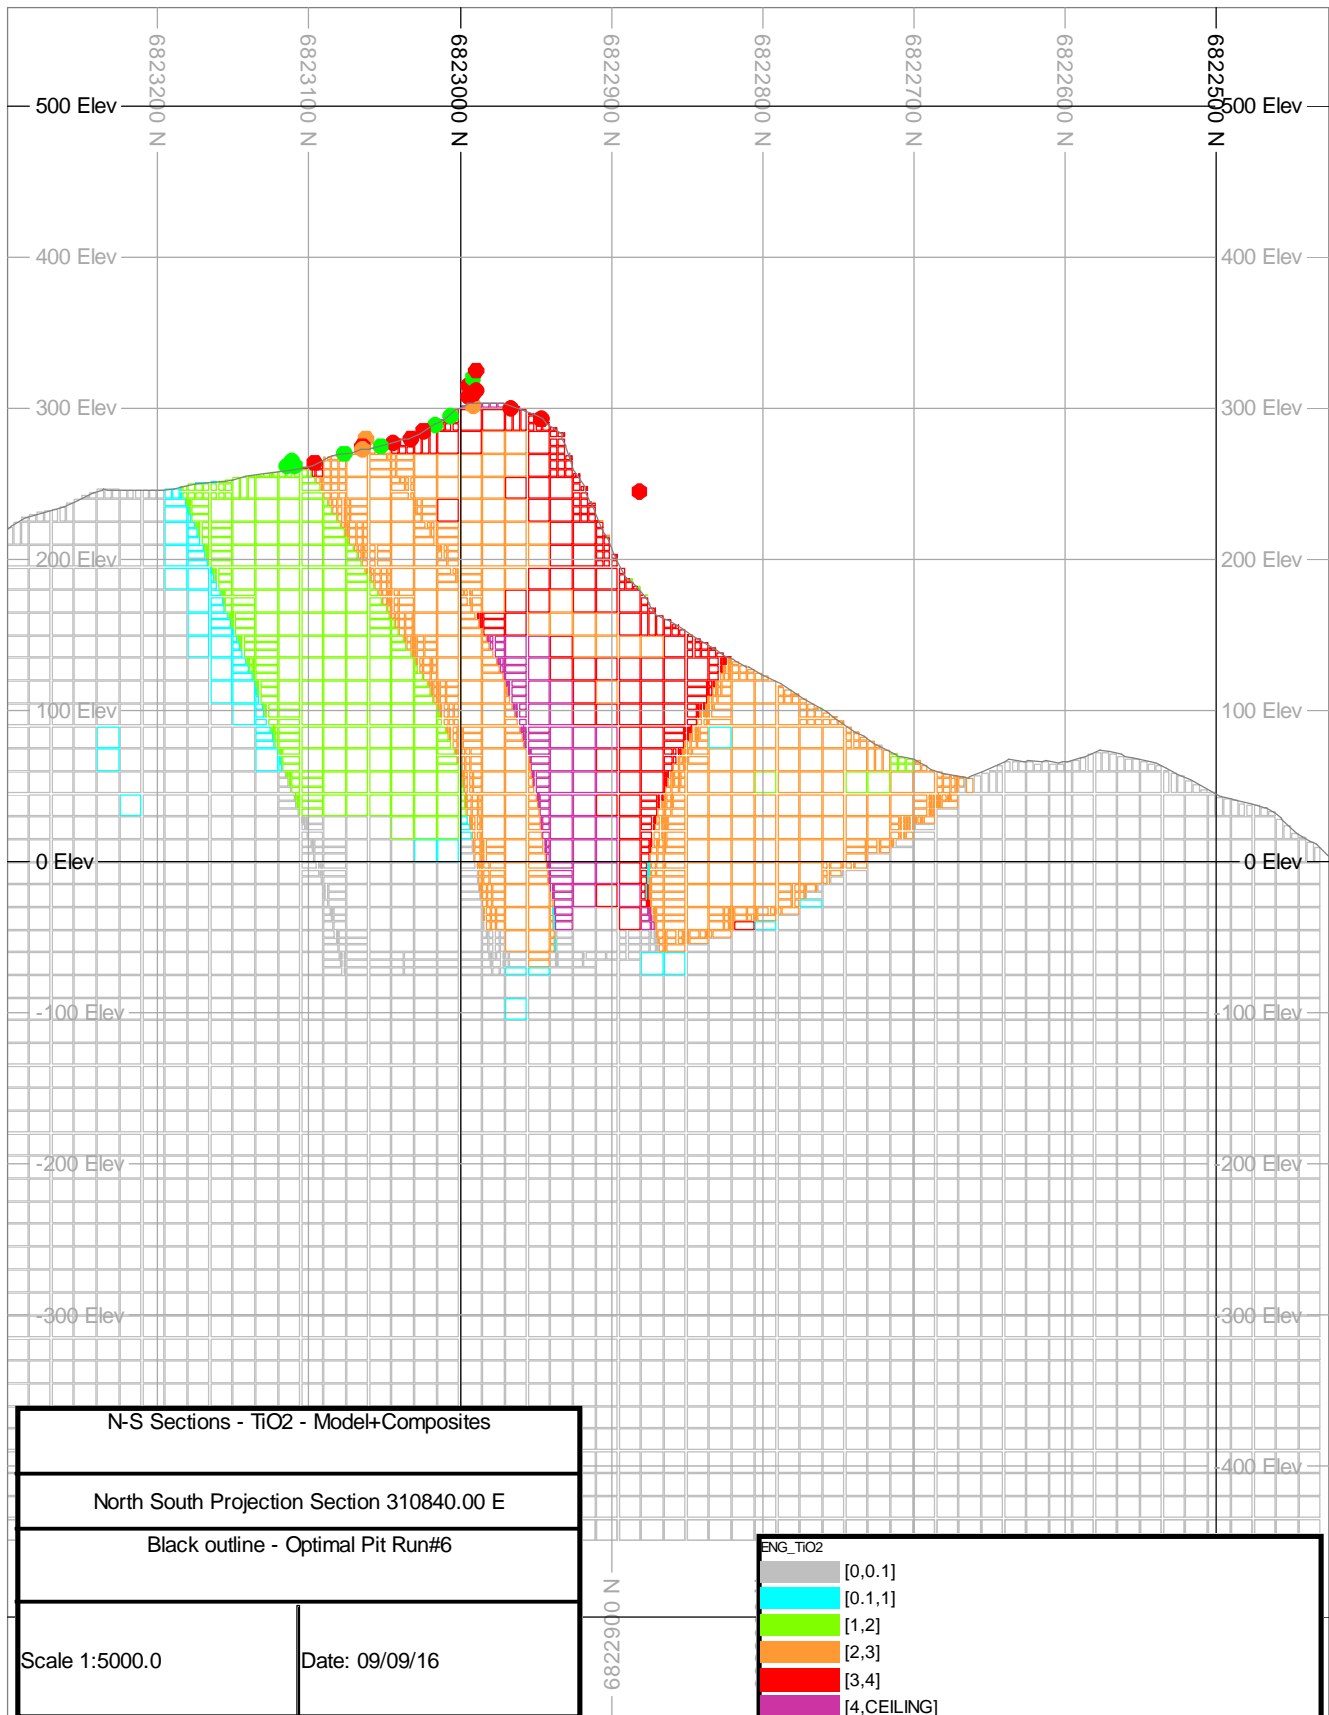 6823200 N
6823100 N
6823000 N
6822900 N
6822800 N
6822700 N
6822600 N
6822500 N
500 Elev
500 Elev
400 Elev
400 Elev
300 Elev
300 Elev
200 Elev
200 Elev
100 Elev
100 Elev
0 Elev
0 Elev
-100 Elev
-100 Elev
-200 Elev
-200 Elev
-300 Elev
-300 Elev
-400 Elev
N-S Sections - TiO2 - Model+Composites
North South Projection Section 310840.00 E
Black outline - Optimal Pit Run#6
Scale 1:5000.0
Date: 09/09/16
6822900 N
ENG_TiO2
[0,0.1]
[0.1,1]
[1,2]
[2,3]
[3,4]
[4,CEILING]